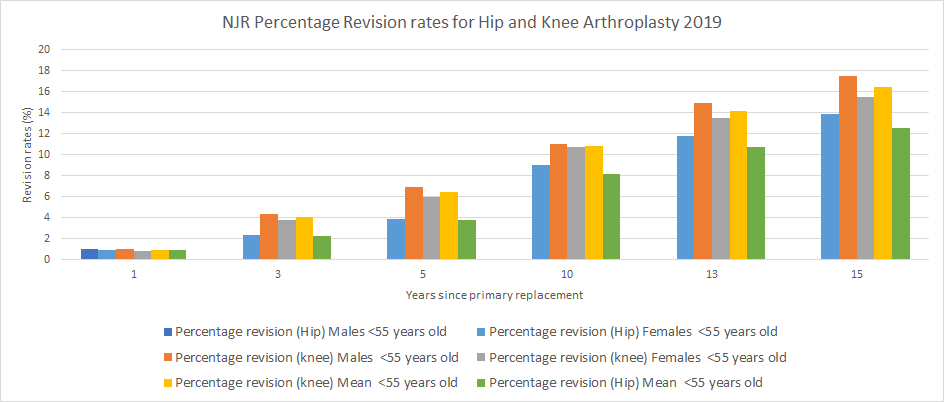 NJR Percentage Revision rates for Hip and Knee Arthroplasty 2019
20
18
16
14
12
10
8
6
4
2
0
Revision rates (%)
1 3 5 10 13 15
Years since primary replacement
Percentage revision (Hip) Males <55 years old
Percentage revision (Hip) Females <55 years old
Percentage revision (knee) Males <55 years old
Percentage revision (knee) Females <55 years old
Percentage revision (knee) Mean <55 years old
Percentage revision (Hip) Mean <55 years old